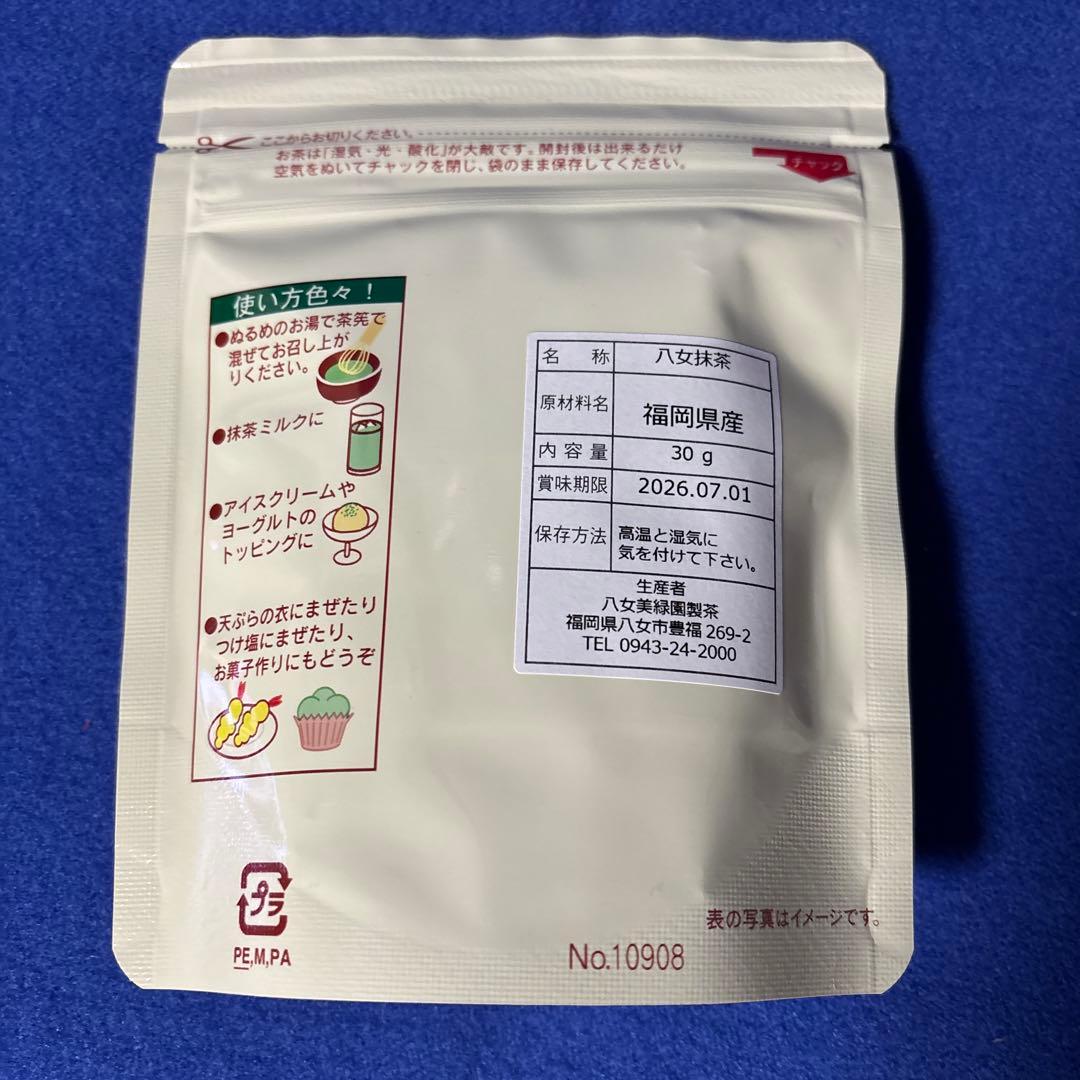 ここからお切りください。
お茶は「湿気・光・酸化」が大敵です。開封後は出来るだけ
空気をぬいてチャックを閉じ、袋のまま保存してください。
チャック
使い方色々！
●ぬるめのお湯で茶筅で
混ぜてお召し上が
りください。
●抹茶ミルクに
●アイスクリームや
ヨーグルトの
トッピングに
●天ぷらの衣にまぜたり
つけ塩にまぜたり、
お菓子作りにもどうぞ
名称 八女抹茶
原材料名 福岡県産
内容量 30 g
賞味期限 2026.07.01
保存方法 高温と湿気に
気を付けて下さい。
生産者
八女美緑園製茶
福岡県八女市豊福 269-2
TEL 0943-24-2000
プラ
PE,M,PA
表の写真はイメージです。
No.10908